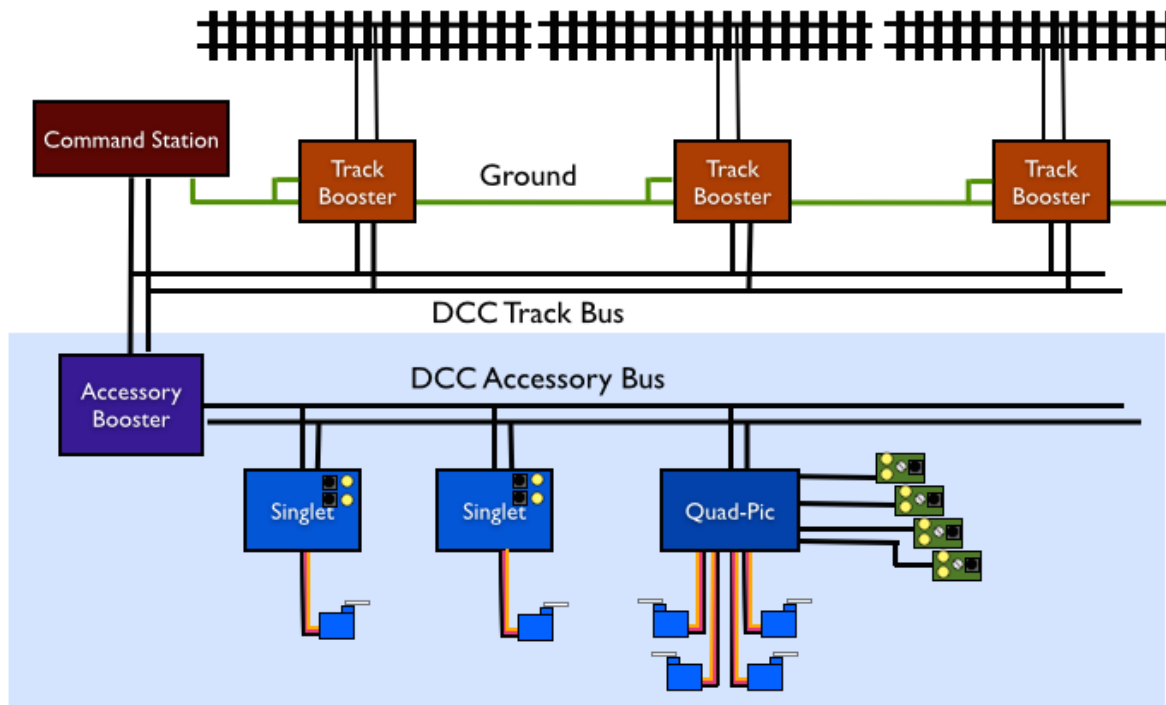 Command Station
Track
Booster
Ground
Track
Booster
Track
Booster
DCC Track Bus
Accessory
Booster
DCC Accessory Bus
Singlet
Singlet
Quad-Pic